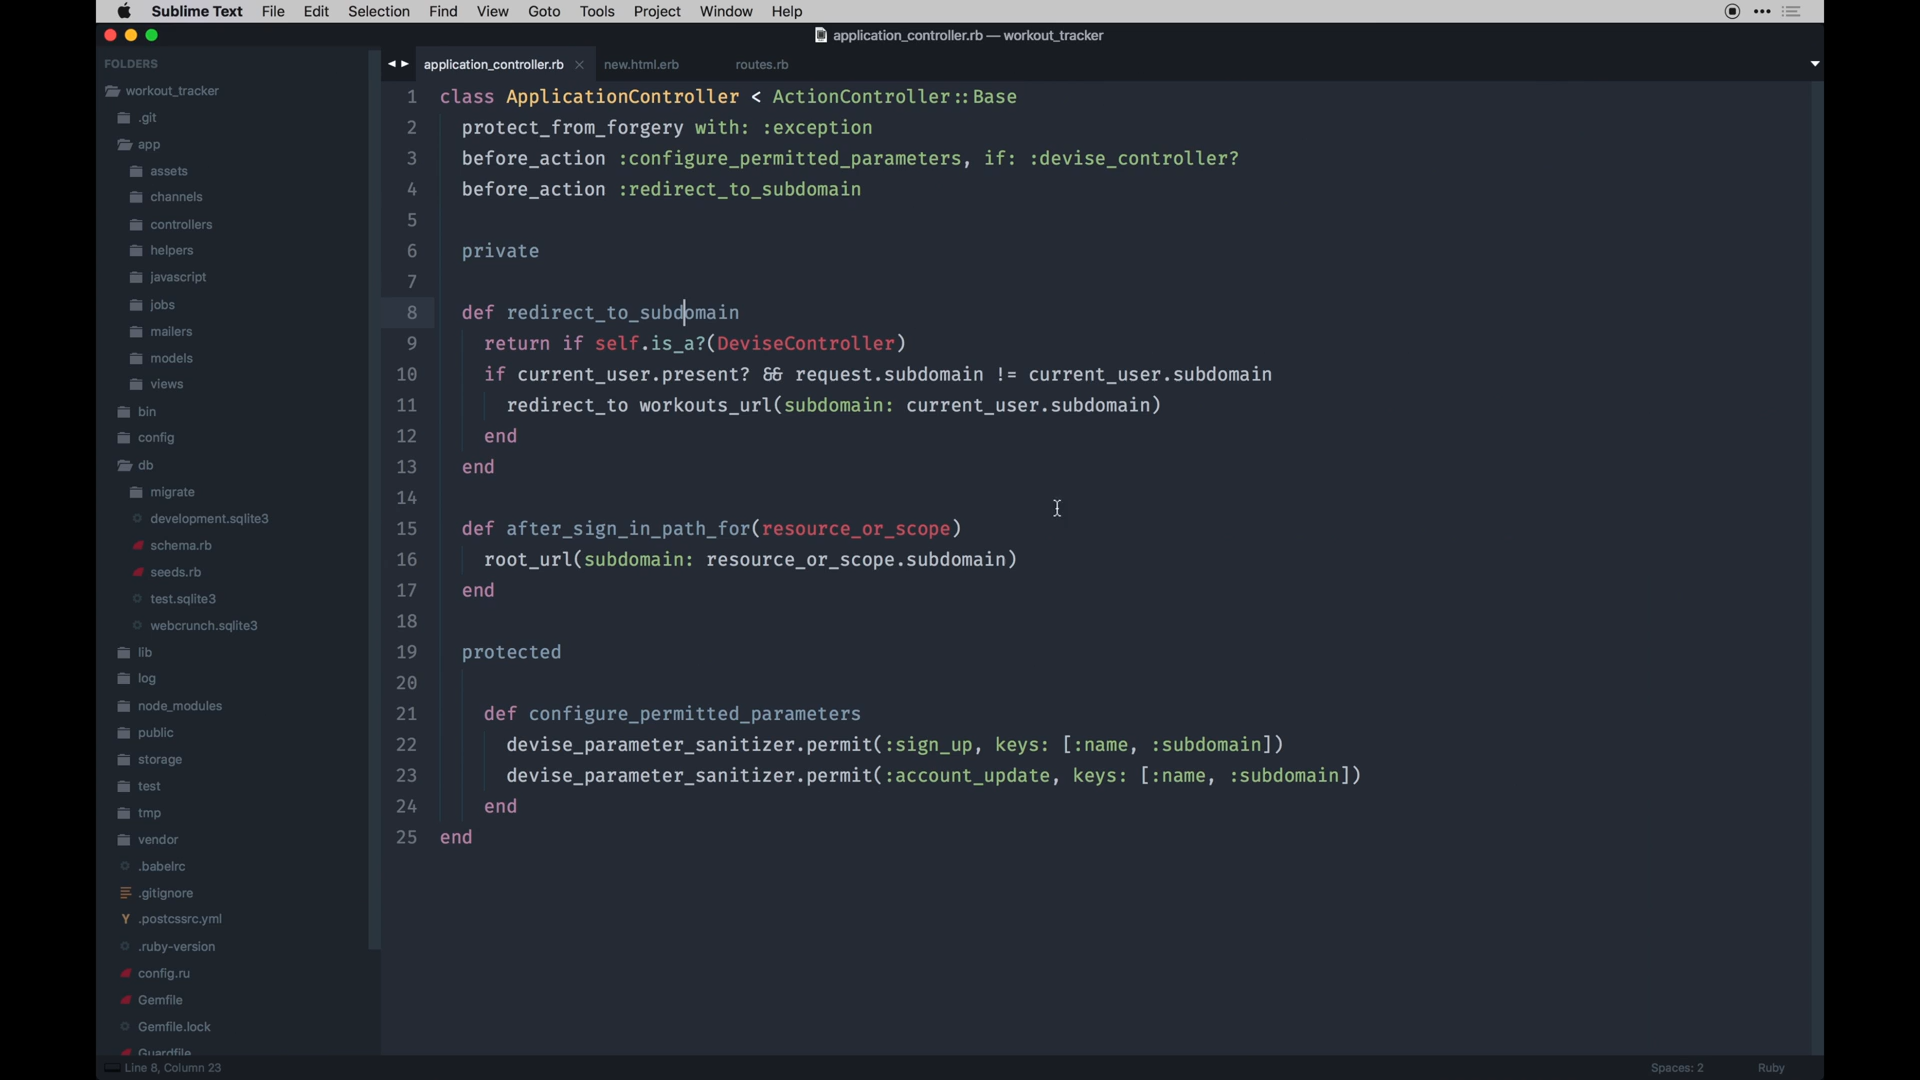 Sublime Text File Edit Selection Find View Goto Tools Project Window Help
application_controller.rb — workout_tracker
FOLDERS
workout_tracker
.git
app
assets
channels
controllers
helpers
javascript
jobs
mailers
models
views
bin
config
db
migrate
development.sqlite3
schema.rb
seeds.rb
test.sqlite3
webcrunch.sqlite3
lib
log
node_modules
public
storage
test
tmp
vendor
.babelrc
.gitignore
Y .postcssrc.yml
.ruby-version
config.ru
Gemfile
Gemfile.lock
Guardfile
application_controller.rb × new.html.erb routes.rb
1 class ApplicationController < ActionController::Base
2 protect_from_forgery with: :exception
3 before_action :configure_permitted_parameters, if: :devise_controller?
4 before_action :redirect_to_subdomain
5
6 private
7
8 def redirect_to_subdomain
9 return if self.is_a?(DeviseController)
10 if current_user.present? && request.subdomain != current_user.subdomain
11 redirect_to workouts_url(subdomain: current_user.subdomain)
12 end
13 end
14
15 def after_sign_in_path_for(resource_or_scope)
16 root_url(subdomain: resource_or_scope.subdomain)
17 end
18
19 protected
20
21 def configure_permitted_parameters
22 devise_parameter_sanitizer.permit(:sign_up, keys: [:name, :subdomain])
23 devise_parameter_sanitizer.permit(:account_update, keys: [:name, :subdomain])
24 end
25 end
Line 8, Column 23 Spaces: 2 Ruby